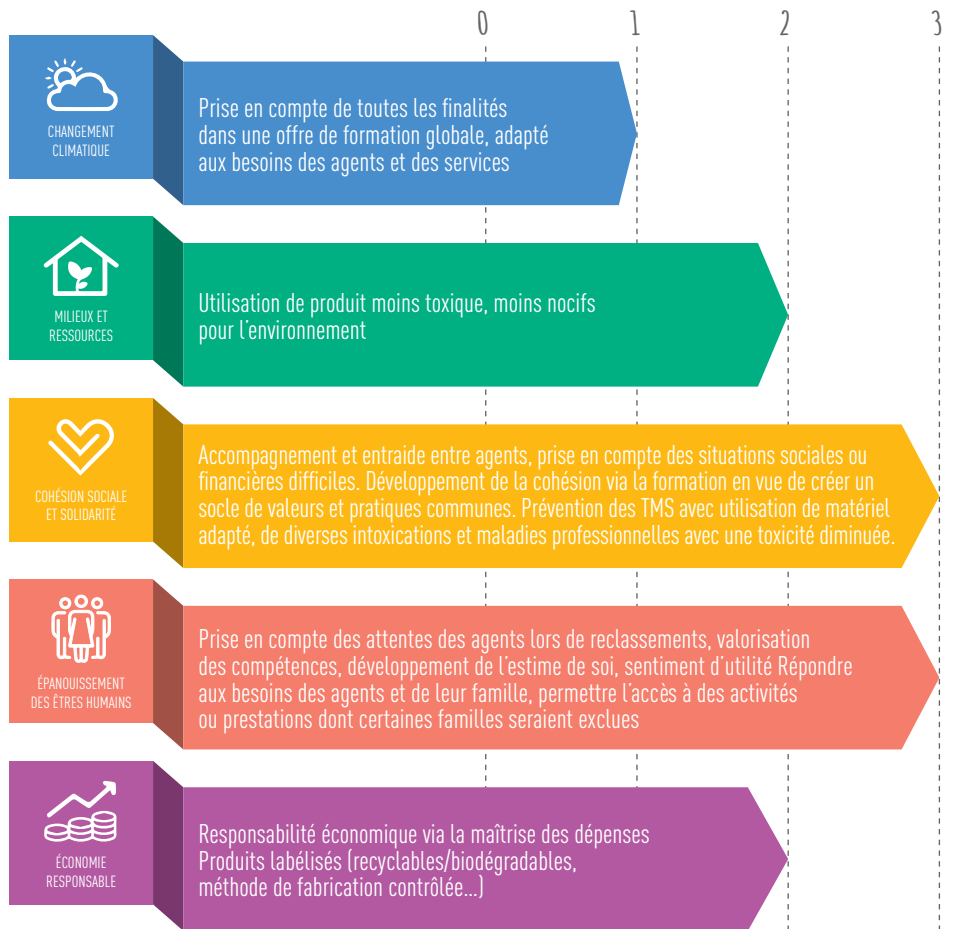 0 1 2 3
CHANGEMENT
CLIMATIQUE
Prise en compte de toutes les finalités
dans une offre de formation globale, adapté
aux besoins des agents et des services
MILIEUX ET
RESSOURCES
Utilisation de produit moins toxique, moins nocifs
pour l'environnement
COHÉSION SOCIALE
ET SOLIDARITÉ
Accompagnement et entraide entre agents, prise en compte des situations sociales ou
financières difficiles. Développement de la cohésion via la formation en vue de créer un
socle de valeurs et pratiques communes. Prévention des TMS avec utilisation de matériel
adapté, de diverses intoxications et maladies professionnelles avec une toxicité diminuée.
ÉPANOUISSEMENT
DES ÊTRES HUMAINS
Prise en compte des attentes des agents lors de reclassements, valorisation
des compétences, développement de l'estime de soi, sentiment d'utilité Répondre
aux besoins des agents et de leur famille, permettre l'accès à des activités
ou prestations dont certaines familles seraient exclues
ÉCONOMIE
RESPONSABLE
Responsabilité économique via la maîtrise des dépenses
Produits labélisés (recyclables/biodégradables,
méthode de fabrication contrôlée...)